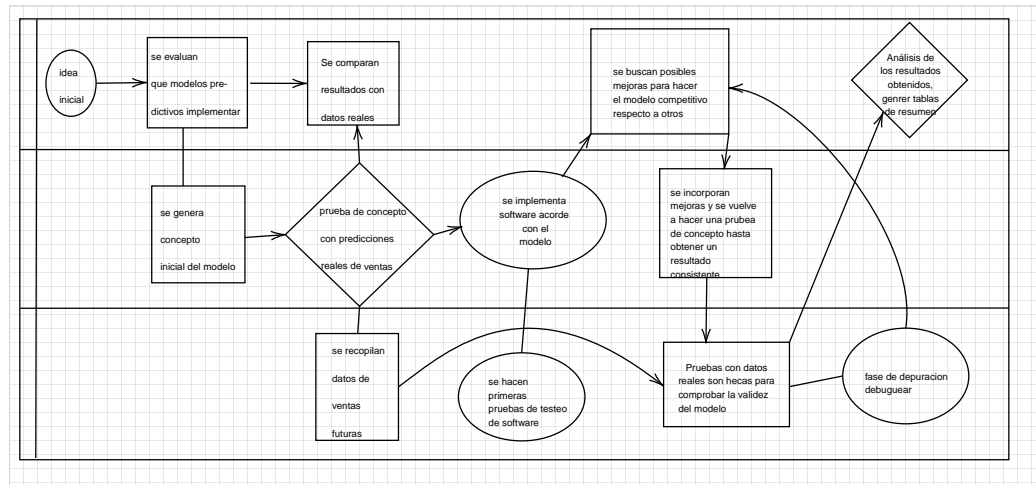 idea
inicial
se evaluan
que modelos pre-
dictivos implementar
Se comparan
resultados con
datos reales
se buscan posibles
mejoras para hacer
el modelo competitivo
respecto a otros
Análisis de
los resultados
obtenidos,
genrer tablas
de resumen
se genera
concepto
inicial del modelo
prueba de concepto
con predicciones
reales de ventas
se implementa
software acorde
con el
modelo
se incorporan
mejoras y se vuelve
a hacer una prubea
de concepto hasta
obtener un
resultado
consistente
se recopilan
datos de
ventas
futuras
se hacen
primeras
pruebas de testeo
de software
Pruebas con datos
reales son hecas para
comprobar la validez
del modelo
fase de depuracion
debuguear